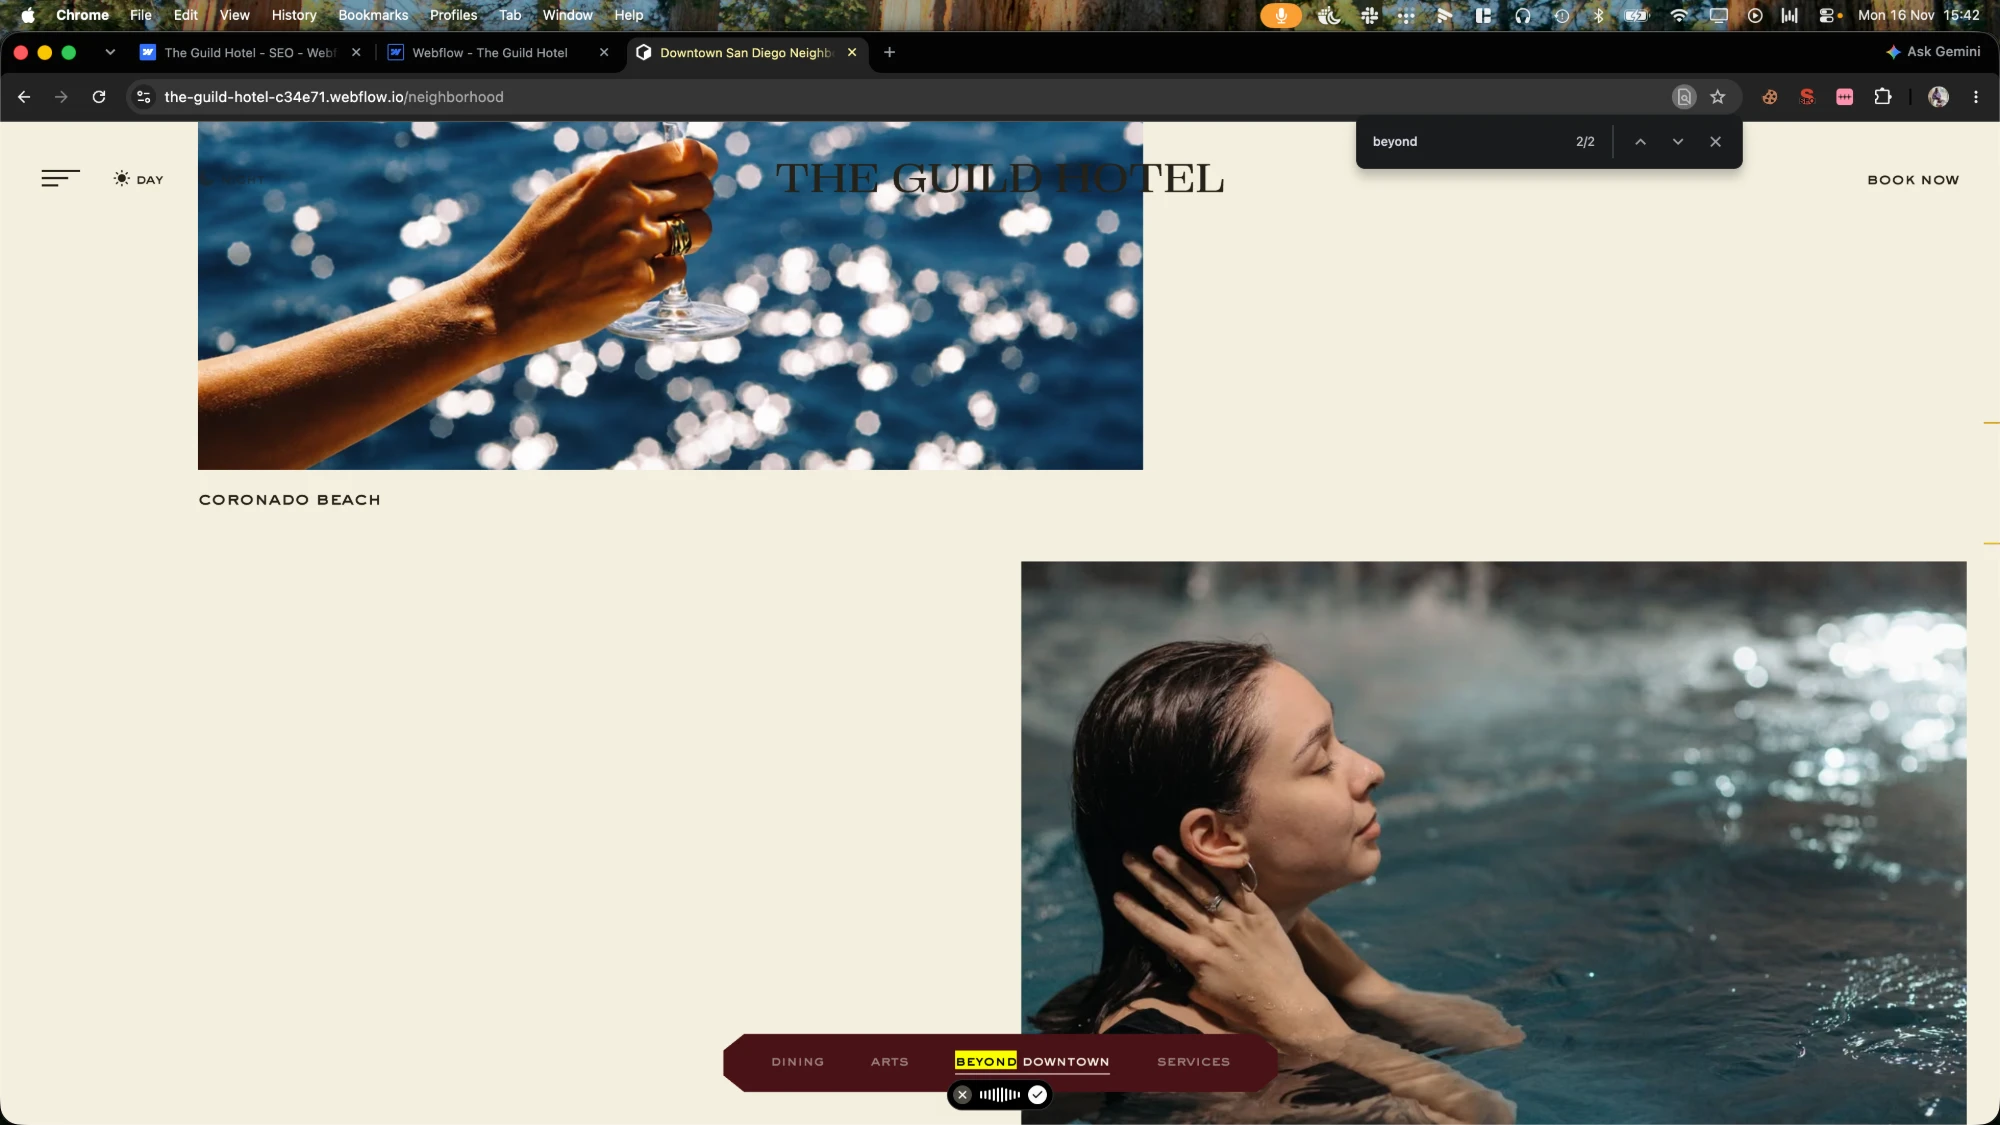 Chrome File Edit View History Bookmarks Profiles Tab Window Help Mon 16 Nov 15:42
The Guild Hotel - SEO - Webf Webflow - The Guild Hotel Downtown San Diego Neighb Ask Gemini
the-guild-hotel-c34e71.webflow.io/neighborhood
beyond 2/2
DAY THE GUILD HOTEL BOOK NOW
CORONADO BEACH
DINING ARTS BEYOND DOWNTOWN SERVICES